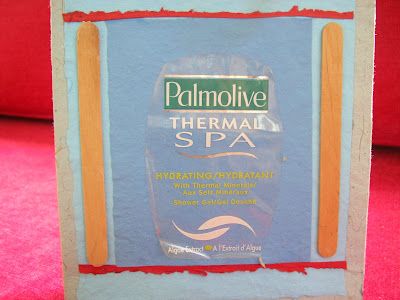 Palmolive
THERMAL
SPA
HYDRATING/HYDRATANT
With Thermal Minerals/
Aux Sels Minéraux
Shower Gel/Gel Douche
Algae Extract A l'Extrait d'Algue